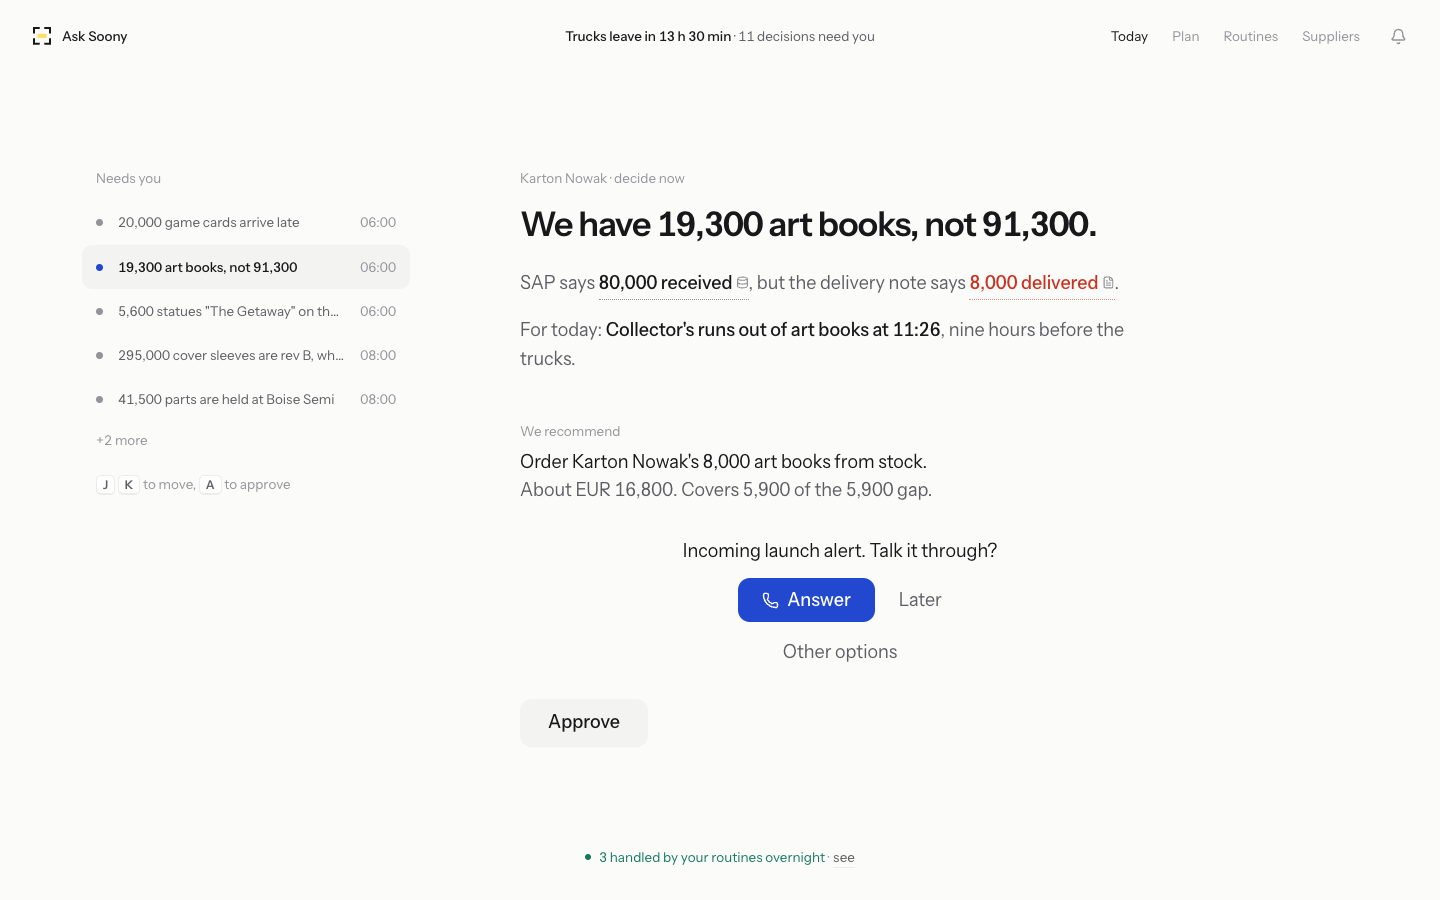 Ask Soony
Trucks leave in 13 h 30 min · 11 decisions need you
Today
Plan
Routines
Suppliers
Needs you
20,000 game cards arrive late 06:00
19,300 art books, not 91,300 06:00
5,600 statues "The Getaway" on th... 06:00
295,000 cover sleeves are rev B, wh... 08:00
41,500 parts are held at Boise Semi 08:00
+2 more
J K to move, A to approve
Karton Nowak · decide now
We have 19,300 art books, not 91,300.
SAP says 80,000 received, but the delivery note says 8,000 delivered.
For today: Collector's runs out of art books at 11:26, nine hours before the
trucks.
We recommend
Order Karton Nowak's 8,000 art books from stock.
About EUR 16,800. Covers 5,900 of the 5,900 gap.
Incoming launch alert. Talk it through?
Answer
Later
Other options
Approve
3 handled by your routines overnight · see